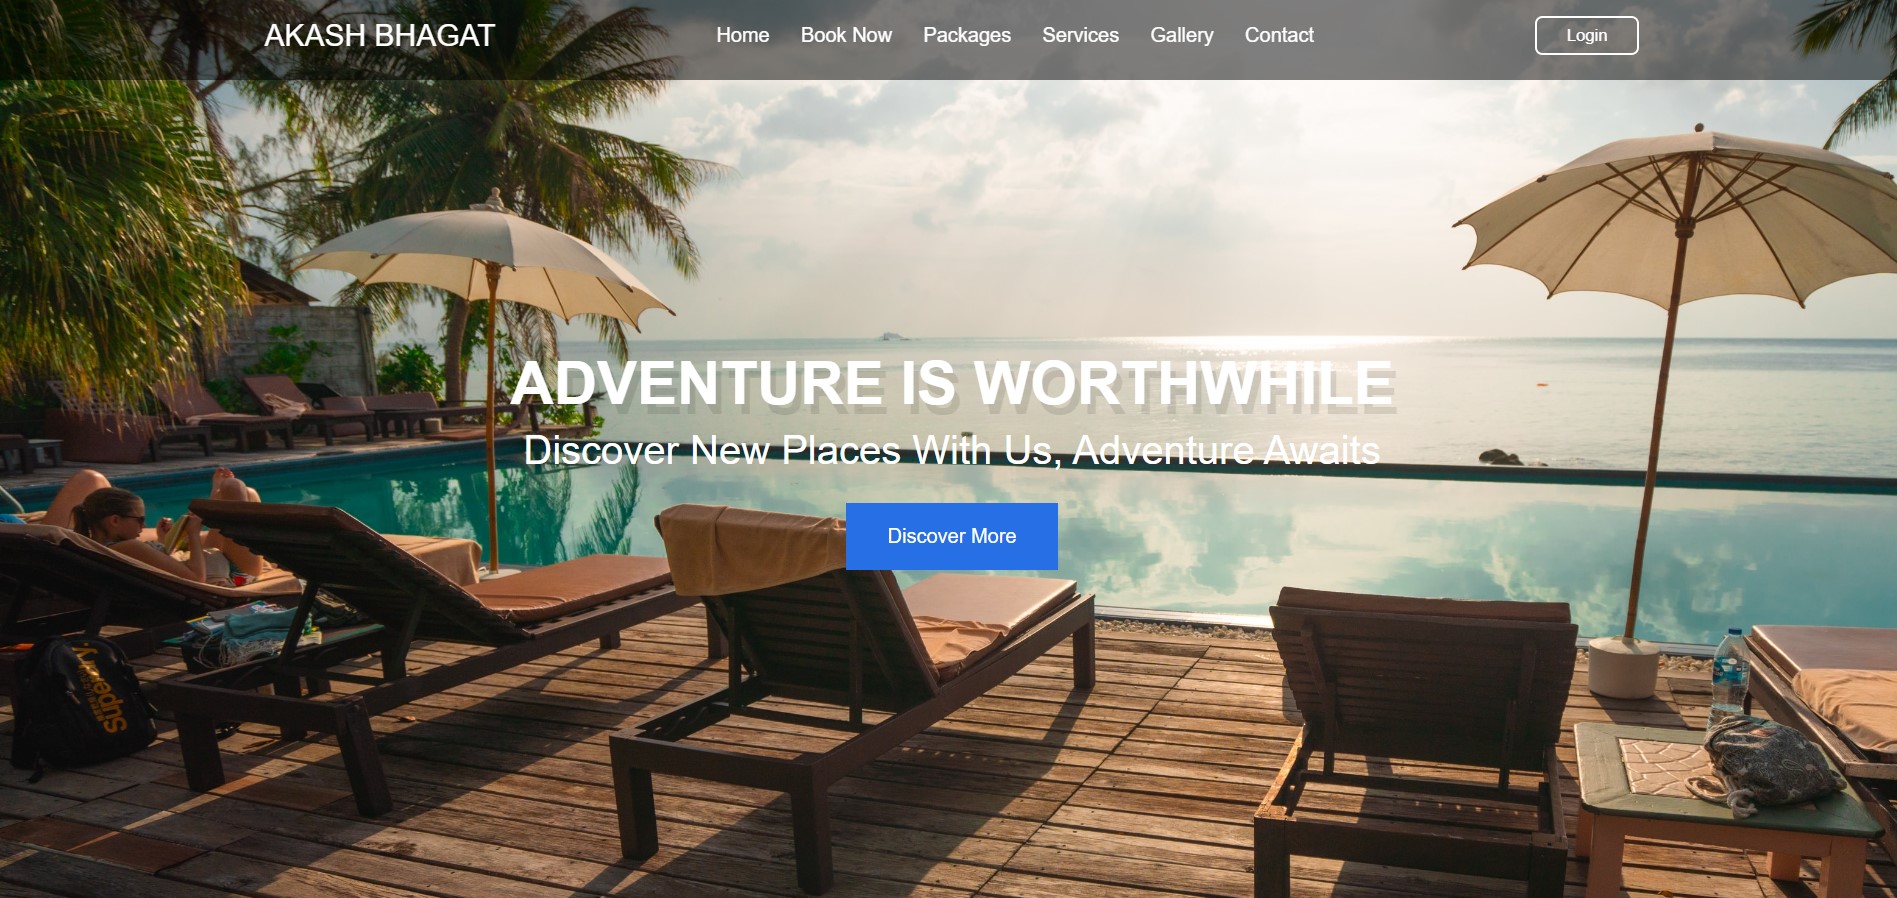 AKASH BHAGAT
Home Book Now Packages Services Gallery Contact
Login
ADVENTURE IS WORTHWHILE
Discover New Places With Us, Adventure Awaits
Discover More
Superdry